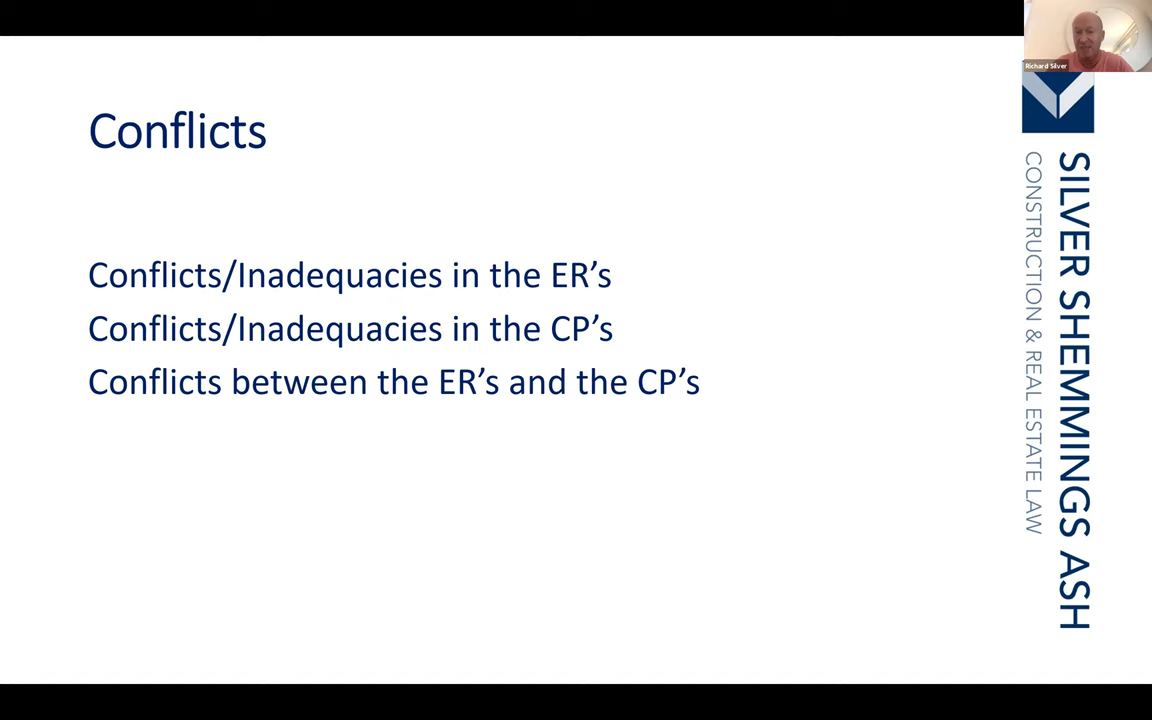 Richard Silver
Conflicts
Conflicts/Inadequacies in the ER’s
Conflicts/Inadequacies in the CP’s
Conflicts between the ER’s and the CP’s
SILVER SHEMMINGS ASH
CONSTRUCTION & REAL ESTATE LAW